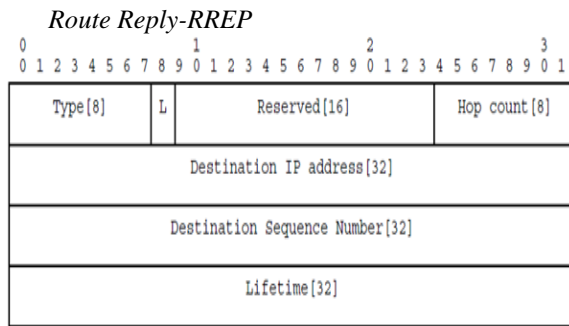 Route Reply-RREP
0 1 2 3
0 1 2 3 4 5 6 7 8 9 0 1 2 3 4 5 6 7 8 9 0 1 2 3 4 5 6 7 8 9 0 1
Type[8] L Reserved[16] Hop count[8]
Destination IP address[32]
Destination Sequence Number[32]
Lifetime[32]